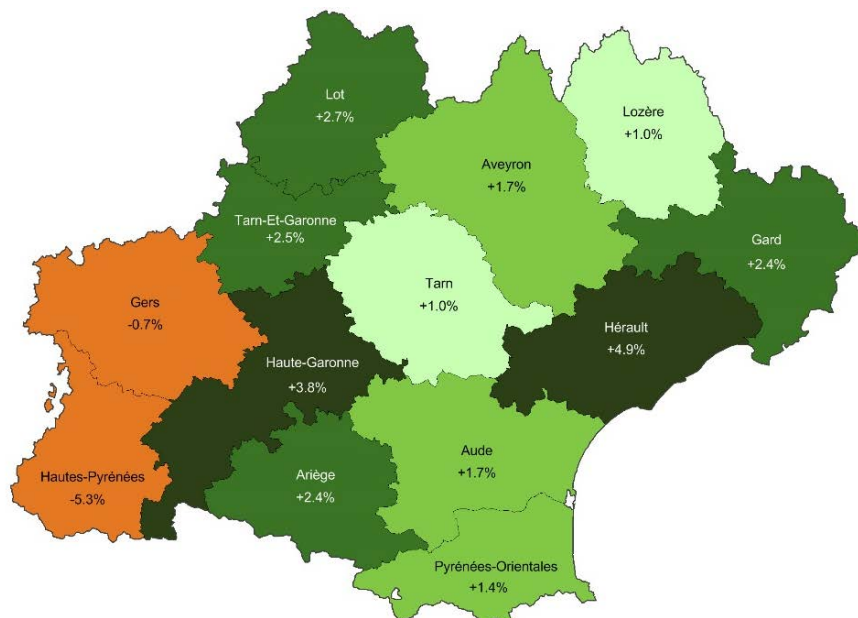 Lot
+2.7%
Lozère
+1.0%
Aveyron
+1.7%
Tarn-Et-Garonne
+2.5%
Gard
+2.4%
Tarn
+1.0%
Gers
-0.7%
Hérault
+4.9%
Haute-Garonne
+3.8%
Aude
+1.7%
Hautes-Pyrénées
-5.3%
Ariège
+2.4%
Pyrénées-Orientales
+1.4%